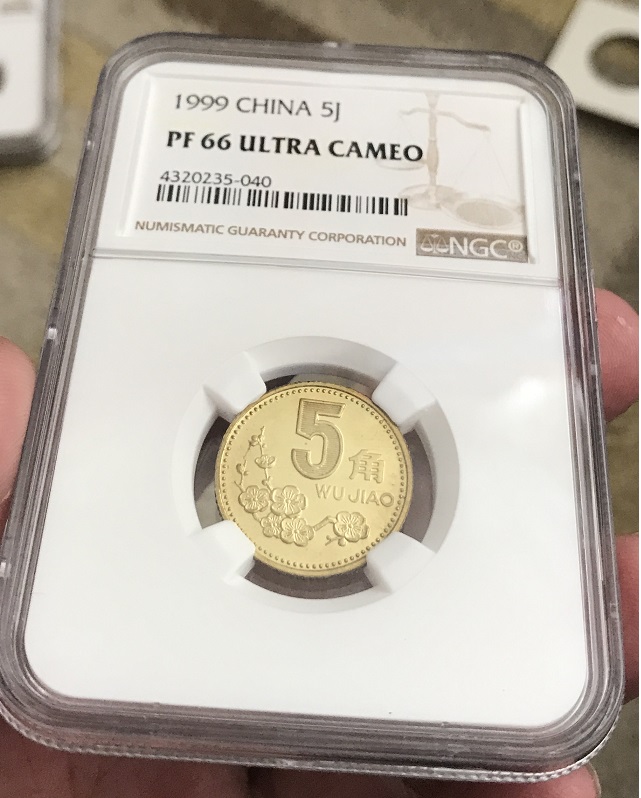 1999 CHINA 5J
PF 66 ULTRA CAMEO
4320235-040
NUMISMATIC GUARANTY CORPORATION
NGC®
5角
WU JIAO